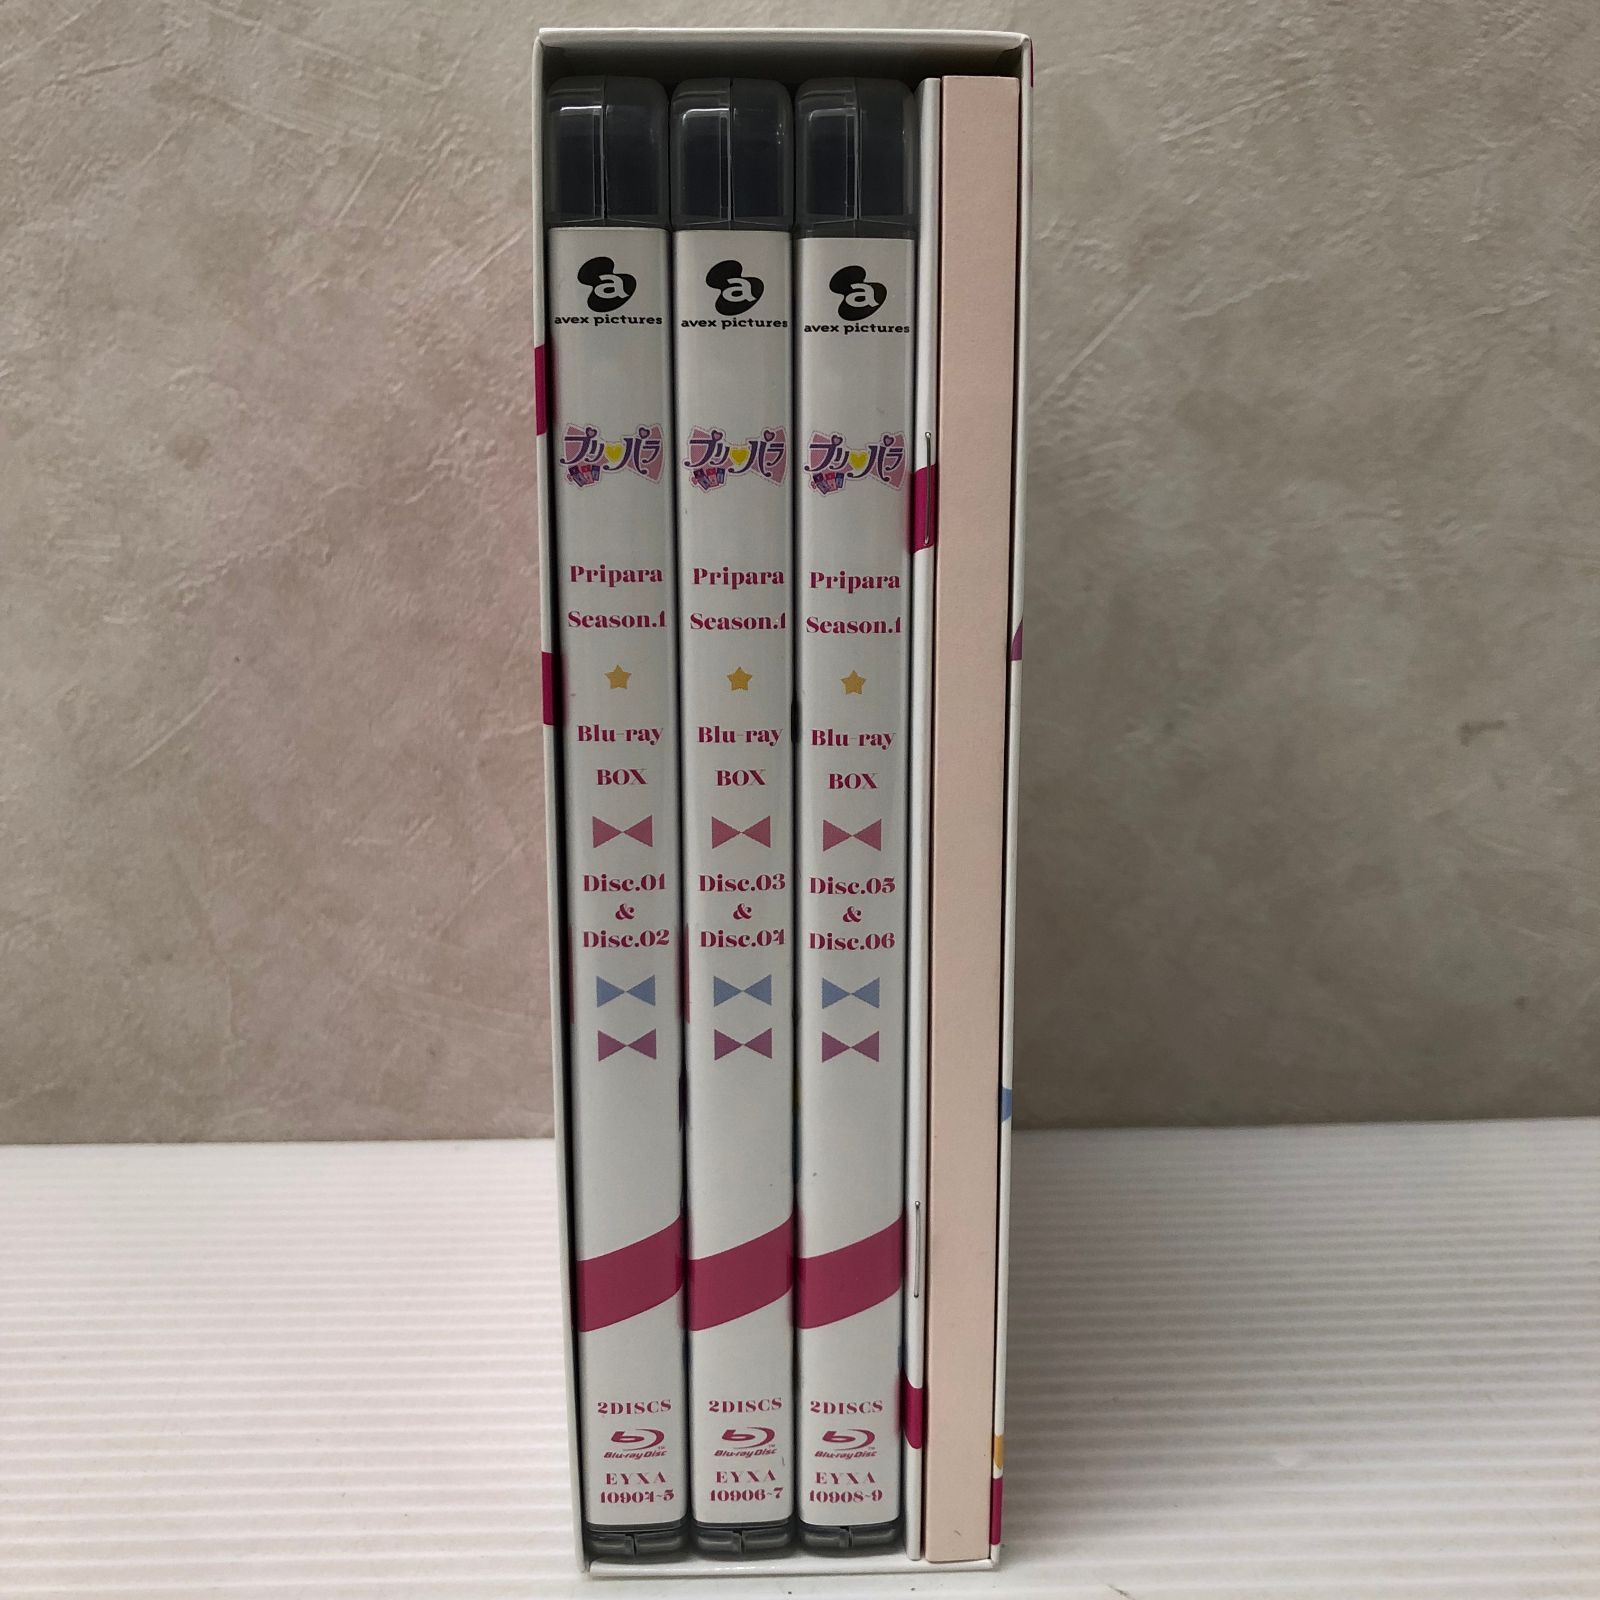 a
avex pictures
プリパラ
Pripara
Season.1
Blu-ray
BOX
Disc.01
&
Disc.02
2DISCS
Blu-ray Disc
EYXA
10904~5
a
avex pictures
プリパラ
Pripara
Season.1
Blu-ray
BOX
Disc.03
&
Disc.04
2DISCS
Blu-ray Disc
EYXA
10906~7
a
avex pictures
プリパラ
Pripara
Season.1
Blu-ray
BOX
Disc.05
&
Disc.06
2DISCS
Blu-ray Disc
EYXA
10908~9